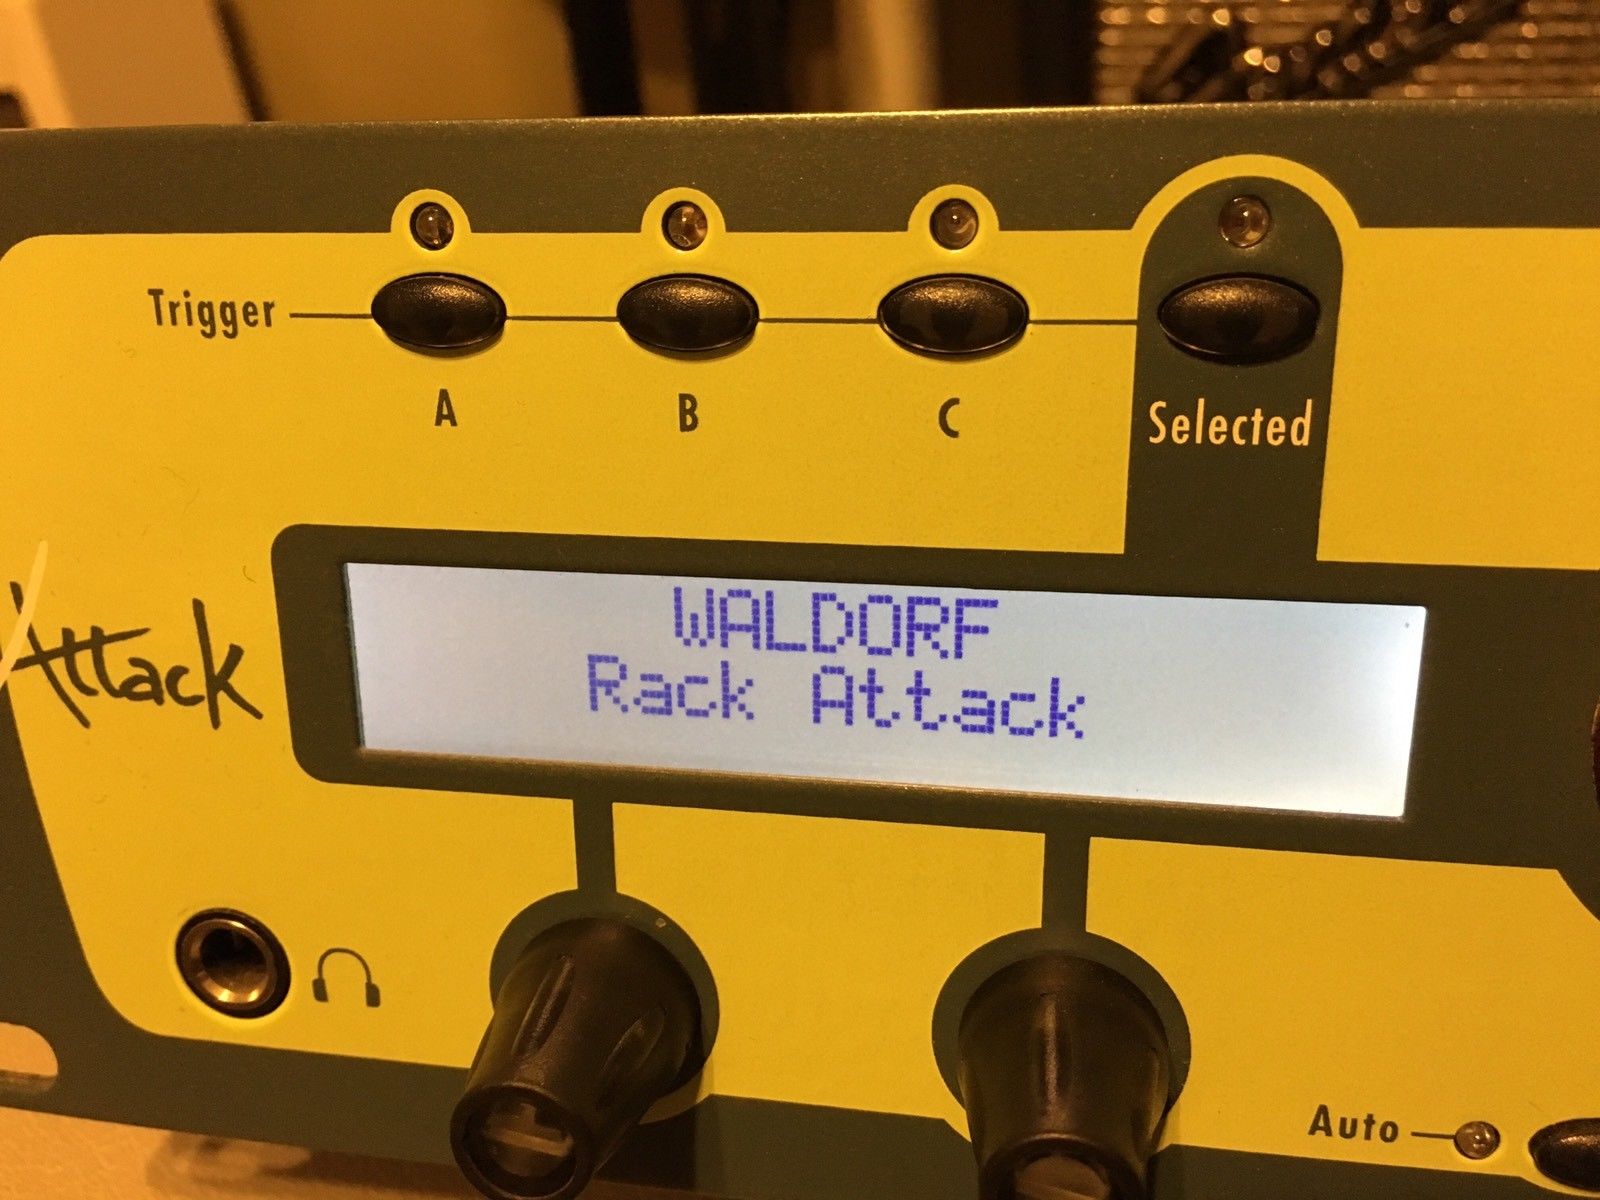 Trigger
A
B
C
Selected
WALDORF
Rack Attack
Attack
Auto